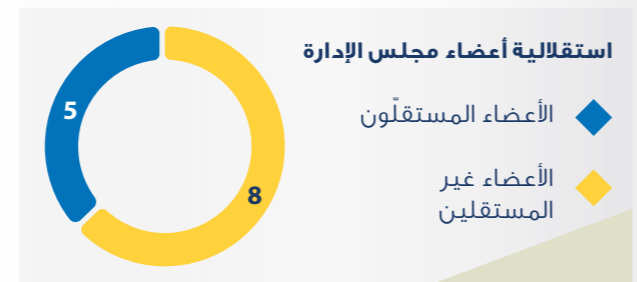 استقلالية أعضاء مجلس الإدارة
الأعضاء المستقلّون
الأعضاء غير
المستقلين
5
8